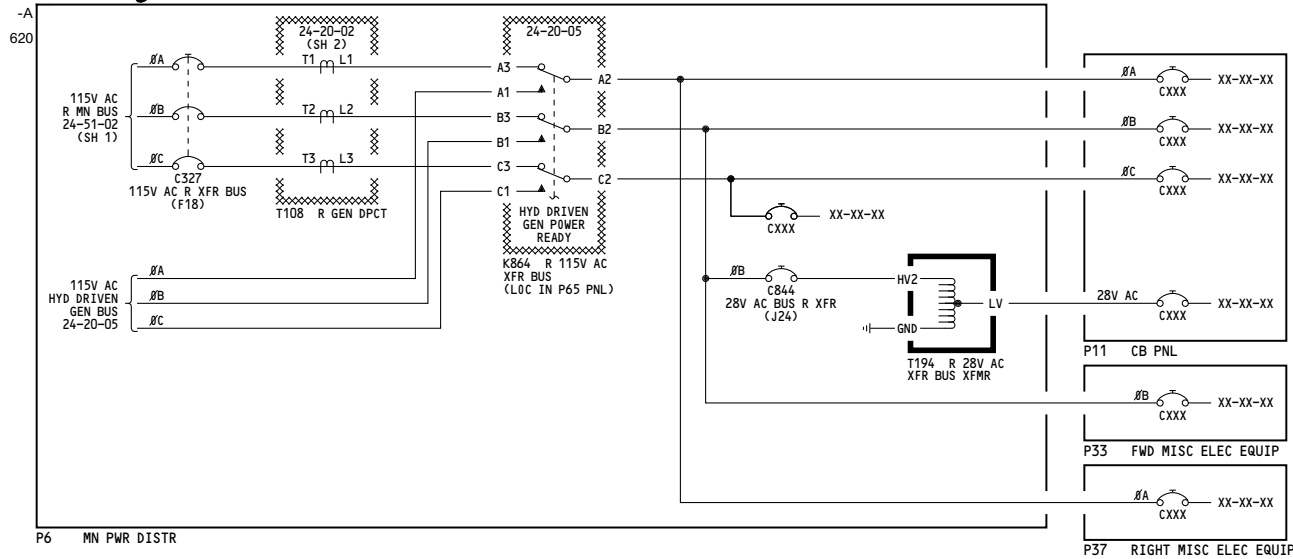 -A
620
24-20-02
(SH 2)
24-20-05
ØA
T1 L1
A3
A2
ØA
CXXX
XX-XX-XX
A1
115V AC
R MN BUS
24-51-02
(SH 1)
ØB
T2 L2
B3
B2
ØB
CXXX
XX-XX-XX
B1
ØC
T3 L3
C3
C2
ØC
CXXX
XX-XX-XX
C327
115V AC R XFR BUS
(F18)
C1
T108 R GEN DPCT
HYD DRIVEN
GEN POWER
READY
CXXX
XX-XX-XX
K864 R 115V AC
XFR BUS
(LOC IN P65 PNL)
115V AC
HYD DRIVEN
GEN BUS
24-20-05
ØA
ØB
ØC
ØB
C844
28V AC BUS R XFR
(J24)
HV2
LV
GND
28V AC
CXXX
XX-XX-XX
T194 R 28V AC
XFR BUS XFMR
P11 CB PNL
ØB
CXXX
XX-XX-XX
P33 FWD MISC ELEC EQUIP
ØA
CXXX
XX-XX-XX
P6 MN PWR DISTR
P37 RIGHT MISC ELEC EQUIP